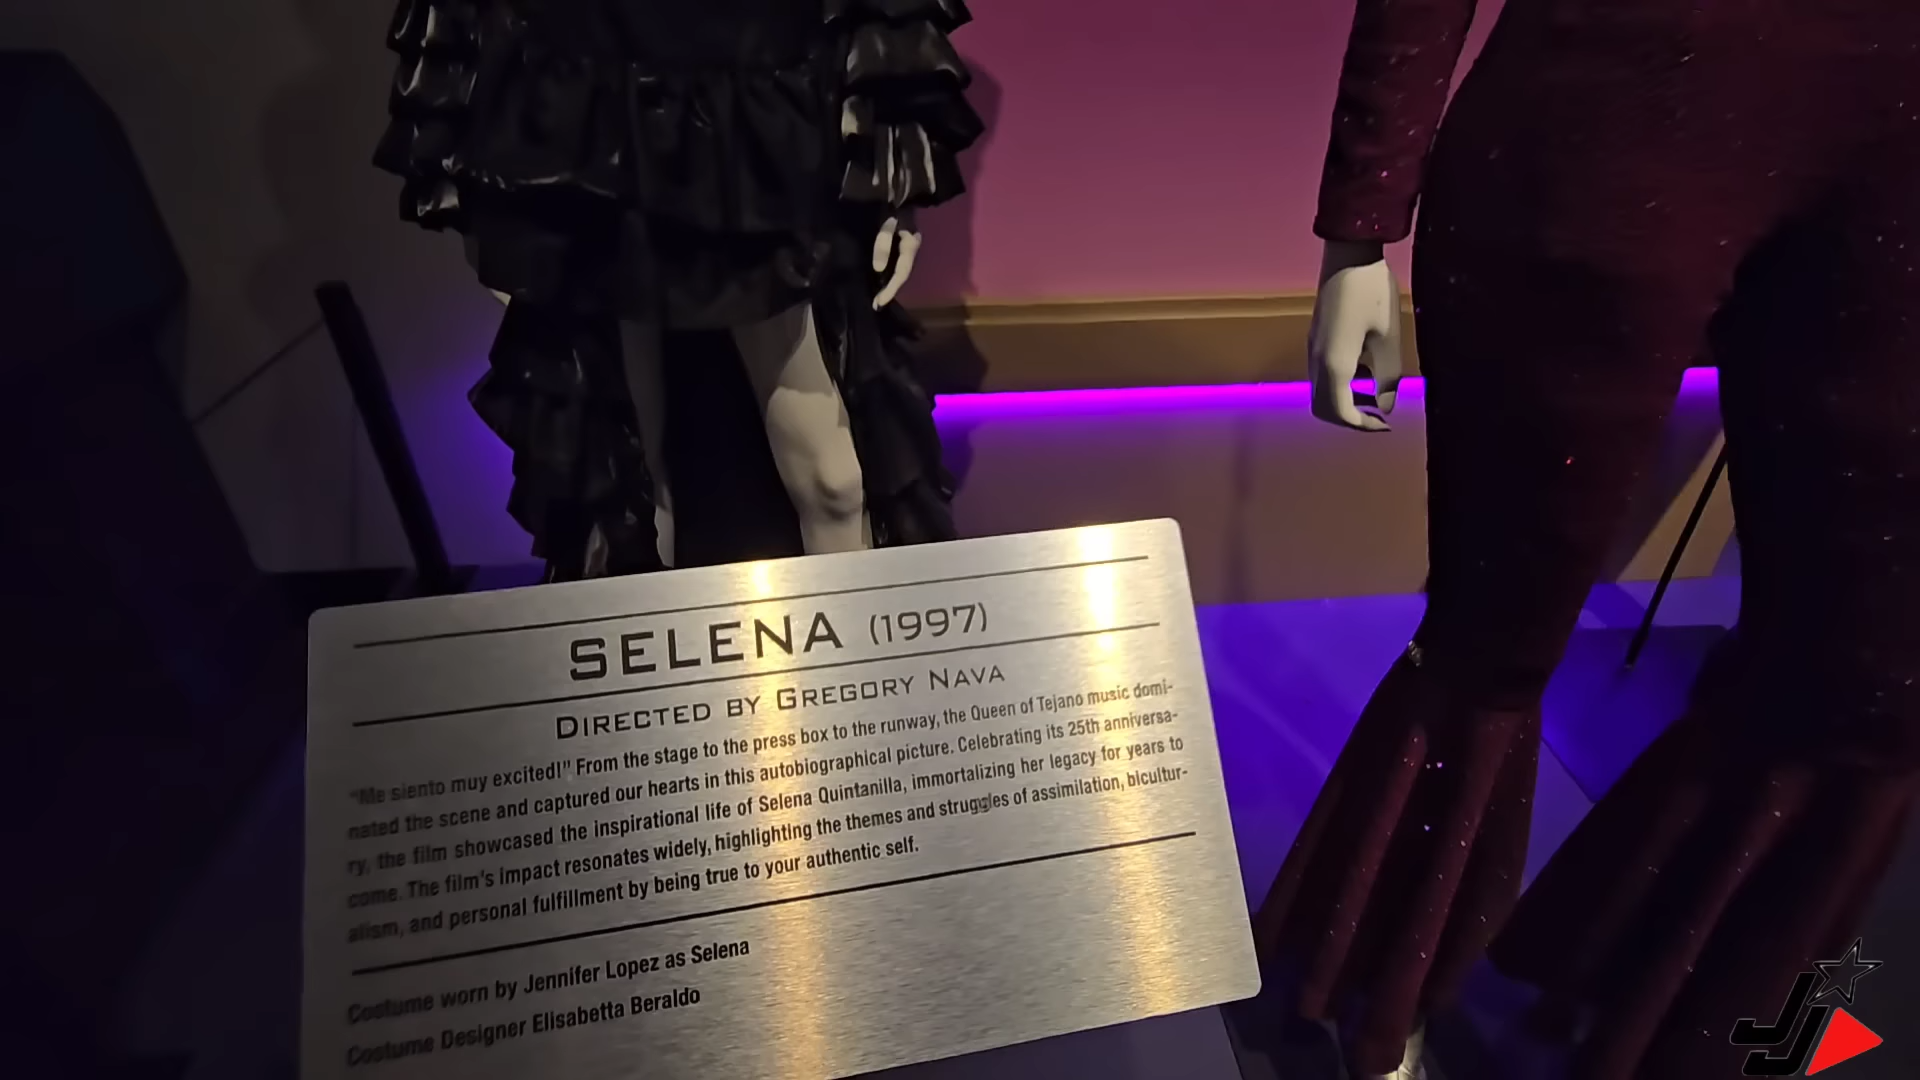 SELENA (1997)
DIRECTED BY GREGORY NAVA
"Me siento muy excited!" From the stage to the press box to the runway, the Queen of Tejano music domi-
nated the scene and captured our hearts in this autobiographical picture. Celebrating its 25th anniversa-
ry, the film showcased the inspirational life of Selena Quintanilla, immortalizing her legacy for years to
come. The film's impact resonates widely, highlighting the themes and struggles of assimilation, bicultur-
alism, and personal fulfillment by being true to your authentic self.
Costume worn by Jennifer Lopez as Selena
Costume Designer Elisabetta Beraldo
JJ